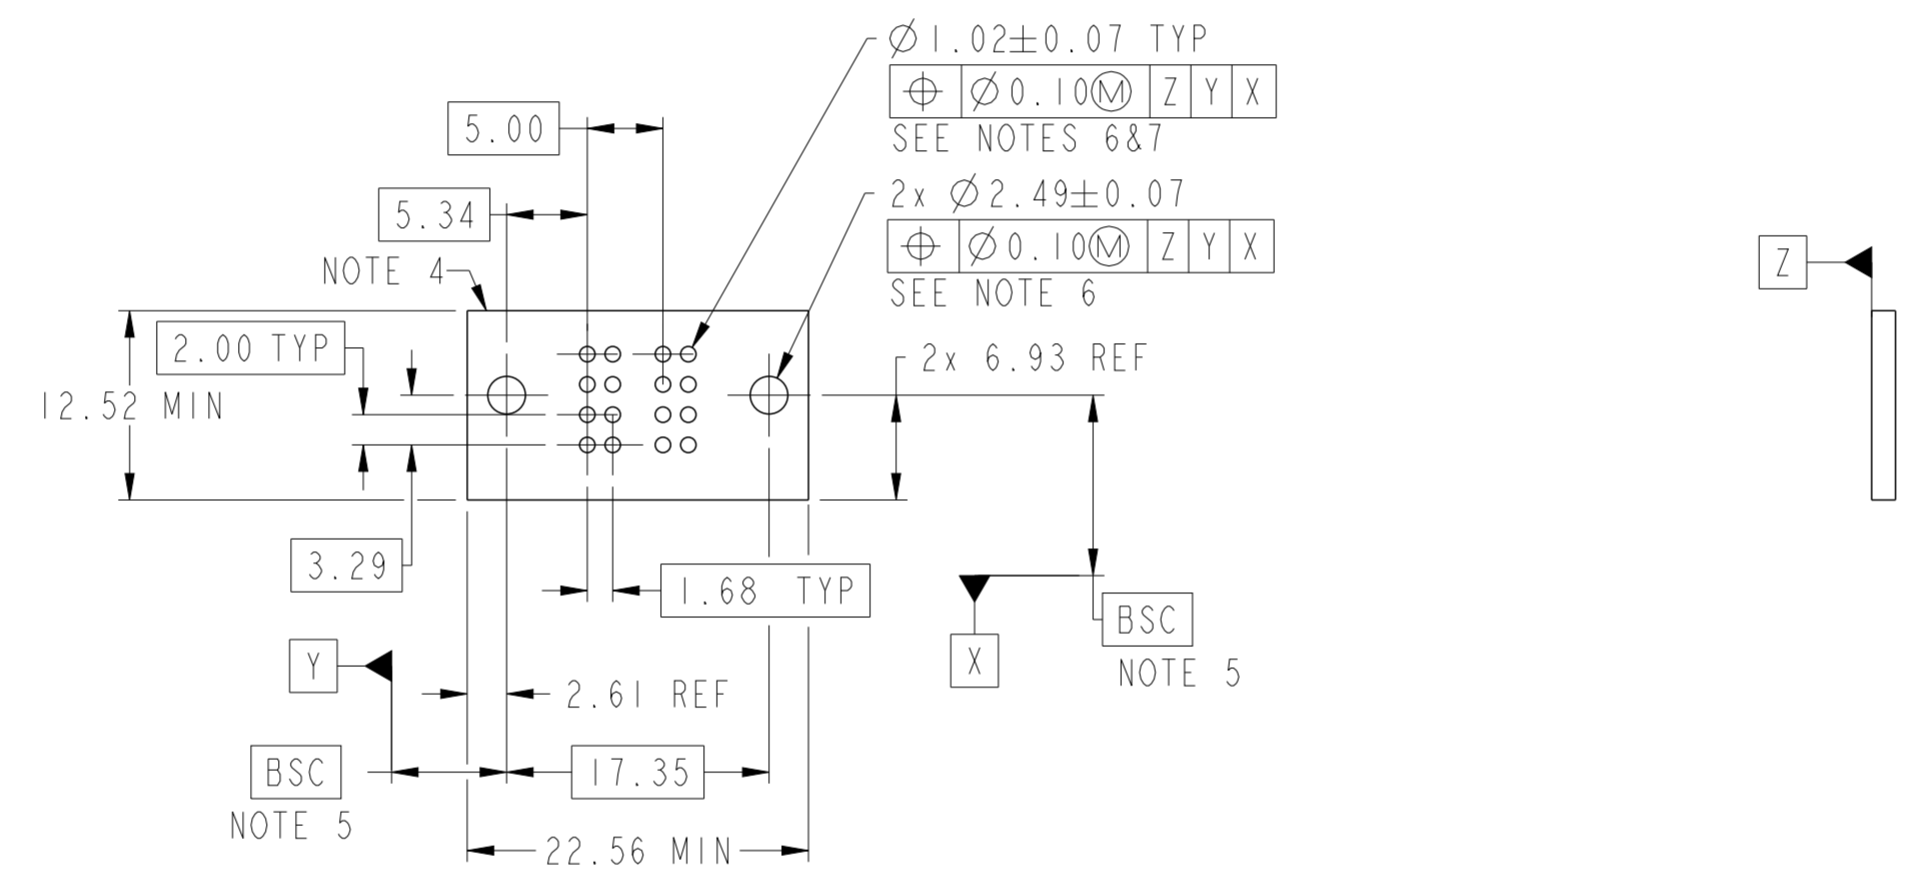 Ø1.02±0.07 TYP
⌖ Ø0.10Ⓜ Z Y X
SEE NOTES 6&7
5.00
2x Ø2.49±0.07
⌖ Ø0.10Ⓜ Z Y X
SEE NOTE 6
5.34
NOTE 4
Z
2.00 TYP
2x 6.93 REF
12.52 MIN
3.29
1.68 TYP
BSC
NOTE 5
X
Y
2.61 REF
BSC
NOTE 5
17.35
22.56 MIN